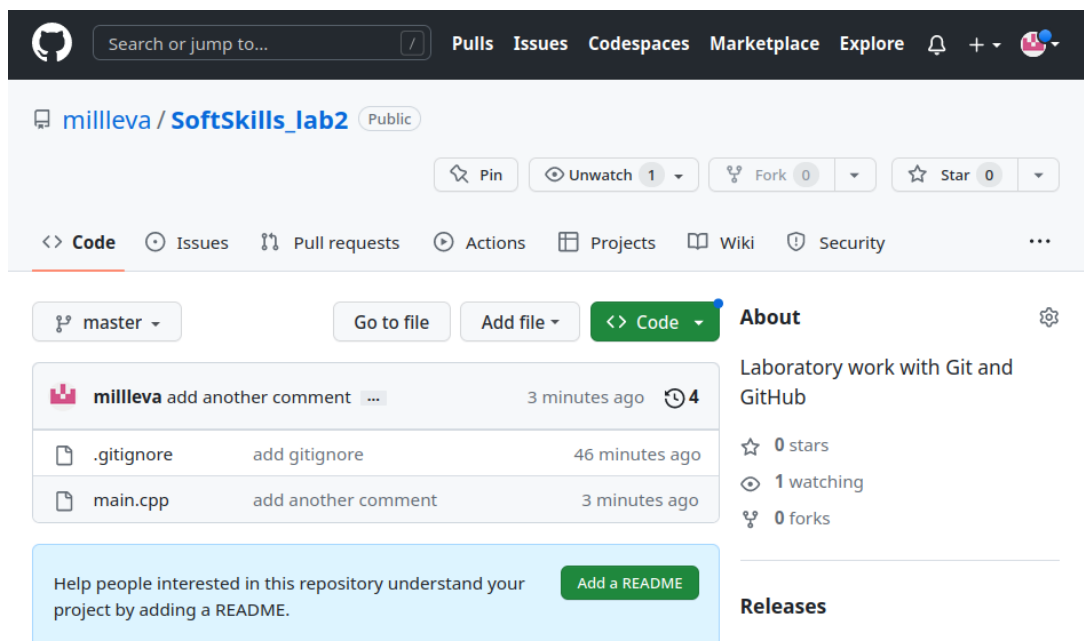 Search or jump to... / Pulls Issues Codespaces Marketplace Explore
millleva / SoftSkills_lab2 Public
Pin Unwatch 1 Fork 0 Star 0
Code Issues Pull requests Actions Projects Wiki Security ...
master Go to file Add file Code
millleva add another comment ... 3 minutes ago 4
.gitignore add gitignore 46 minutes ago
main.cpp add another comment 3 minutes ago
Help people interested in this repository understand your
project by adding a README.
Add a README
About
Laboratory work with Git and
GitHub
0 stars
1 watching
0 forks
Releases